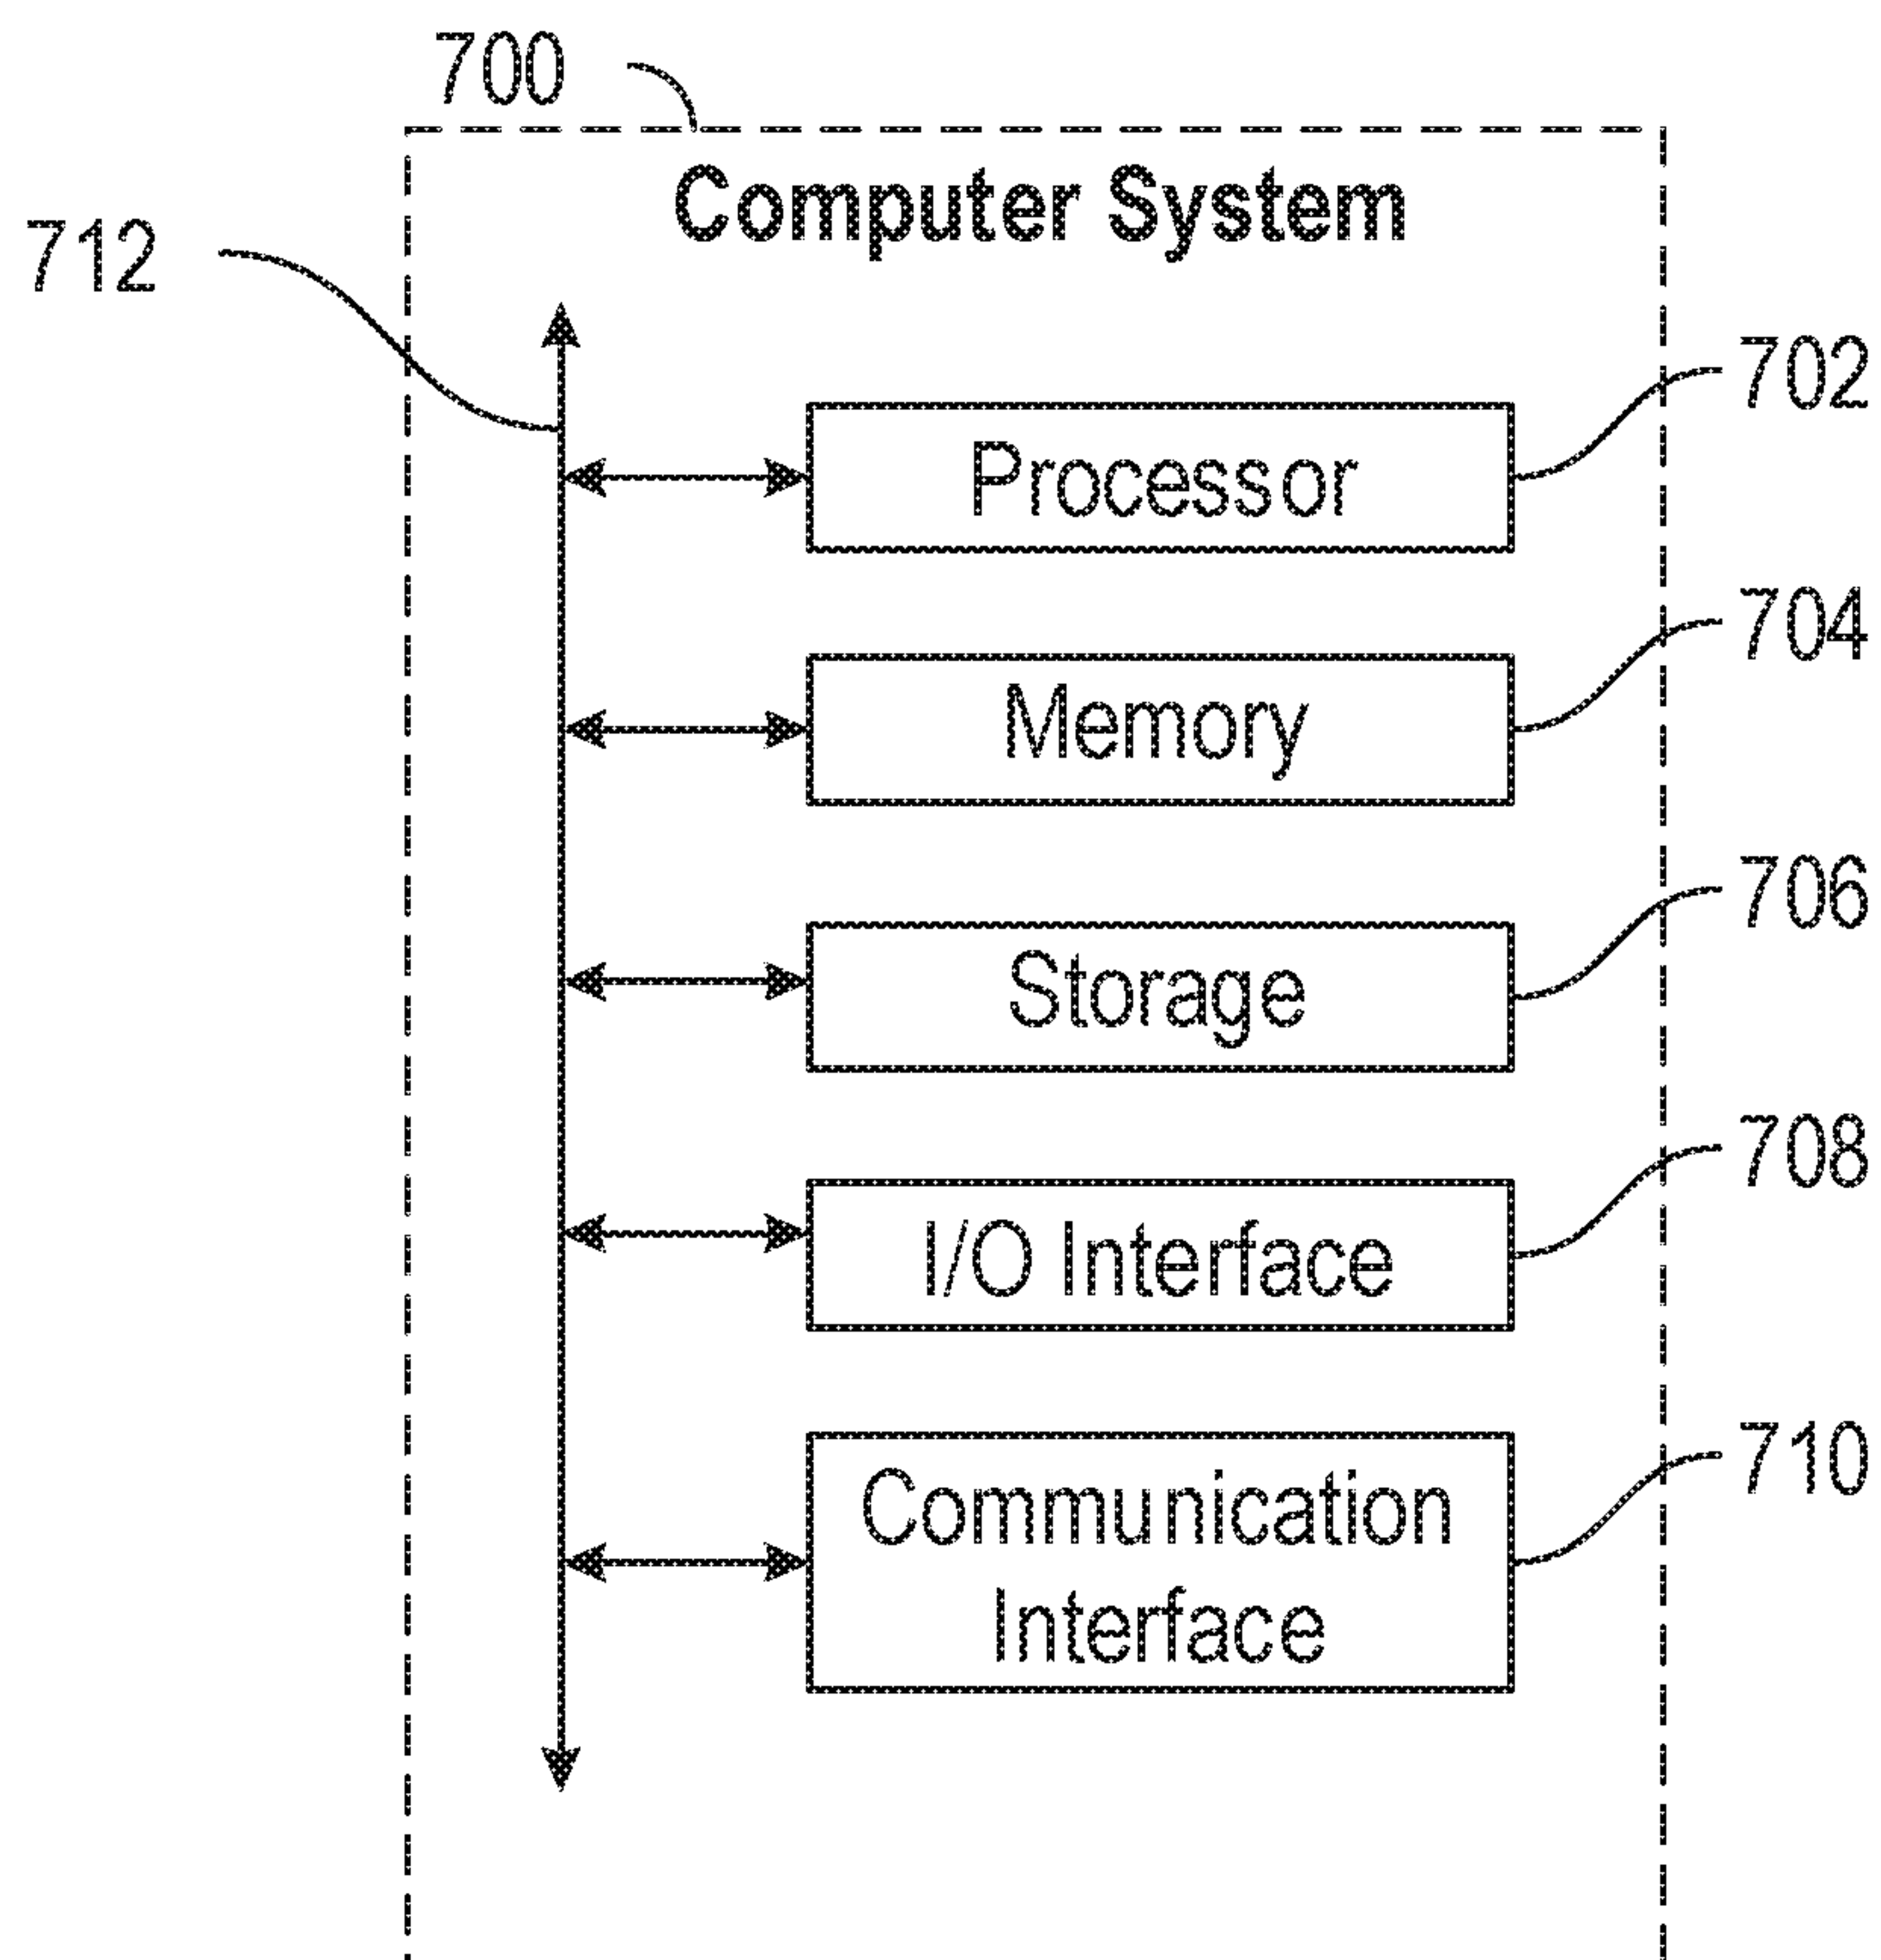 700
Computer System
712
702
Processor
704
Memory
706
Storage
708
I/O Interface
710
Communication
Interface